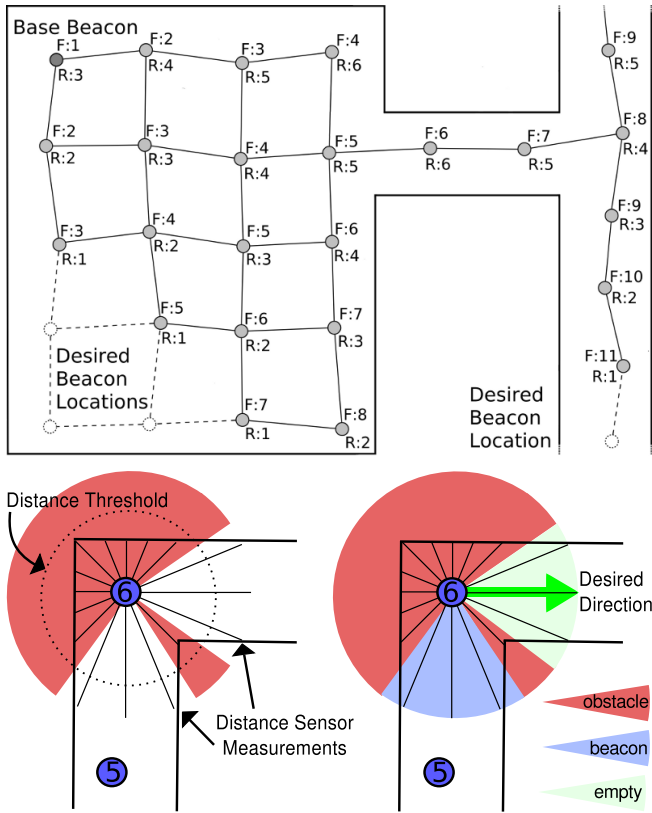 Base Beacon
F:1
R:3
F:2
R:4
F:3
R:5
F:4
R:6
F:9
R:5
F:2
R:2
F:3
R:3
F:4
R:4
F:5
R:5
F:6
R:6
F:7
R:5
F:8
R:4
F:3
R:1
F:4
R:2
F:5
R:3
F:6
R:4
F:9
R:3
F:5
R:1
F:6
R:2
F:7
R:3
F:10
R:2
Desired
Beacon
Locations
F:7
R:1
F:8
R:2
F:11
R:1
Desired
Beacon
Location
Distance Threshold
6
Distance Sensor
Measurements
5
6
Desired
Direction
5
obstacle
beacon
empty